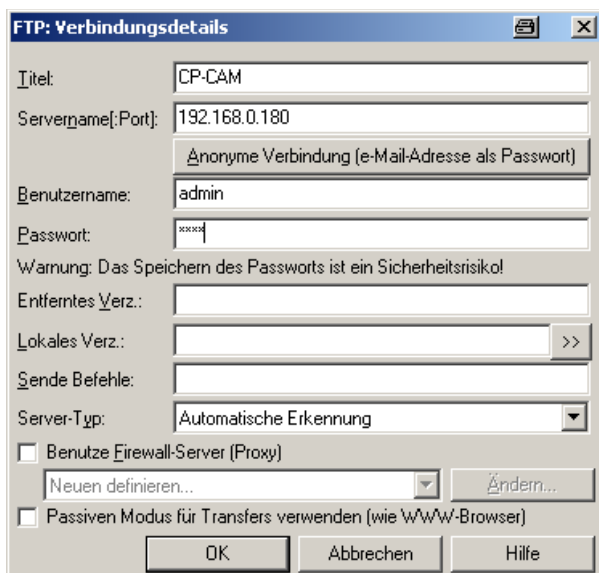 FTP: Verbindungsdetails
Titel: CP-CAM
Servername[:Port]: 192.168.0.180
Anonyme Verbindung (e-Mail-Adresse als Passwort)
Benutzername: admin
Passwort: ****
Warnung: Das Speichern des Passworts ist ein Sicherheitsrisiko!
Entferntes Verz.:
Lokales Verz.: >>
Sende Befehle:
Server-Typ: Automatische Erkennung
Benutze Firewall-Server (Proxy)
Neuen definieren... Ändern...
Passiven Modus für Transfers verwenden (wie WWW-Browser)
OK Abbrechen Hilfe